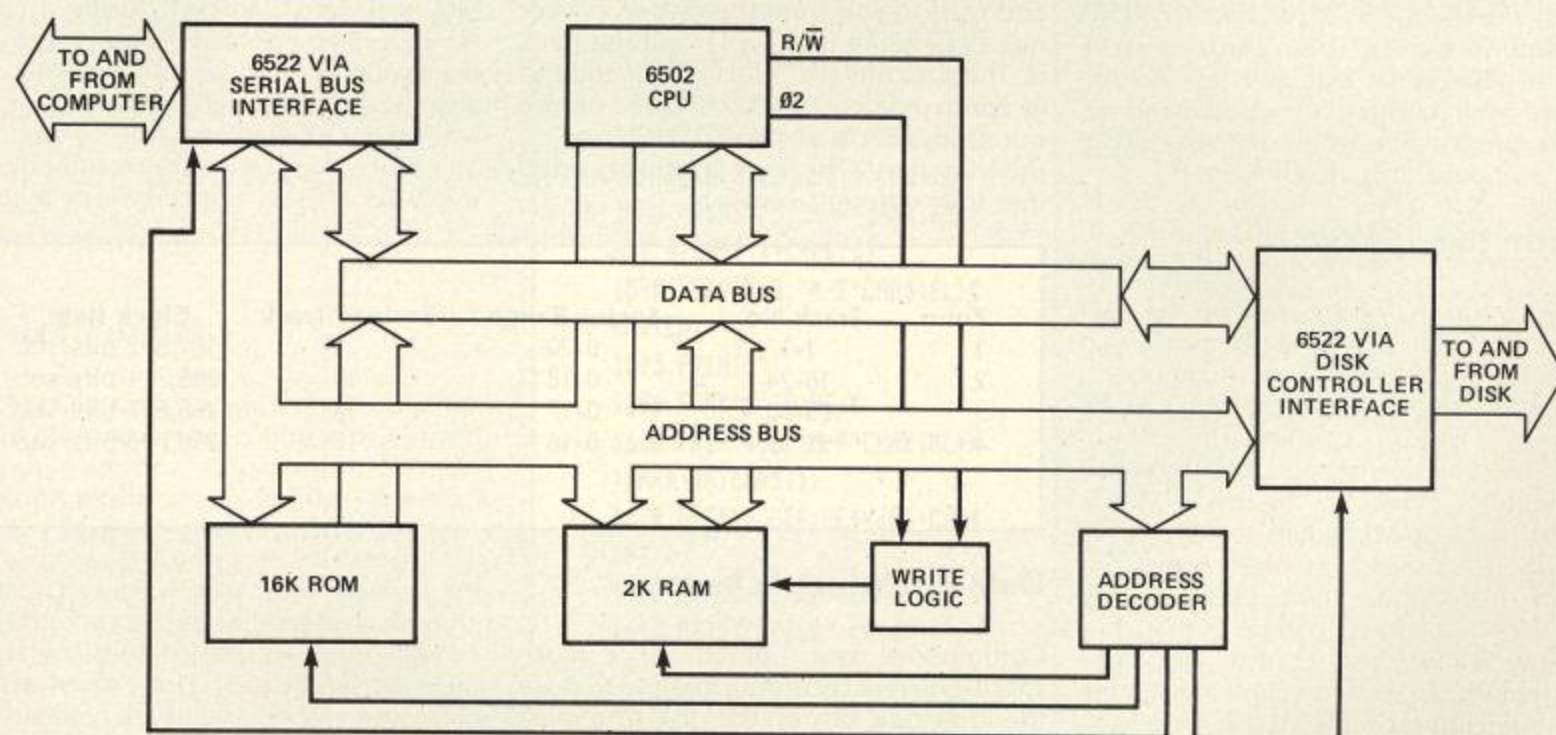 TO AND
FROM
COMPUTER
6522 VIA
SERIAL BUS
INTERFACE
6502
CPU
R/W̅
Ø2
DATA BUS
ADDRESS BUS
6522 VIA
DISK
CONTROLLER
INTERFACE
TO AND
FROM
DISK
16K ROM
2K RAM
WRITE
LOGIC
ADDRESS
DECODER